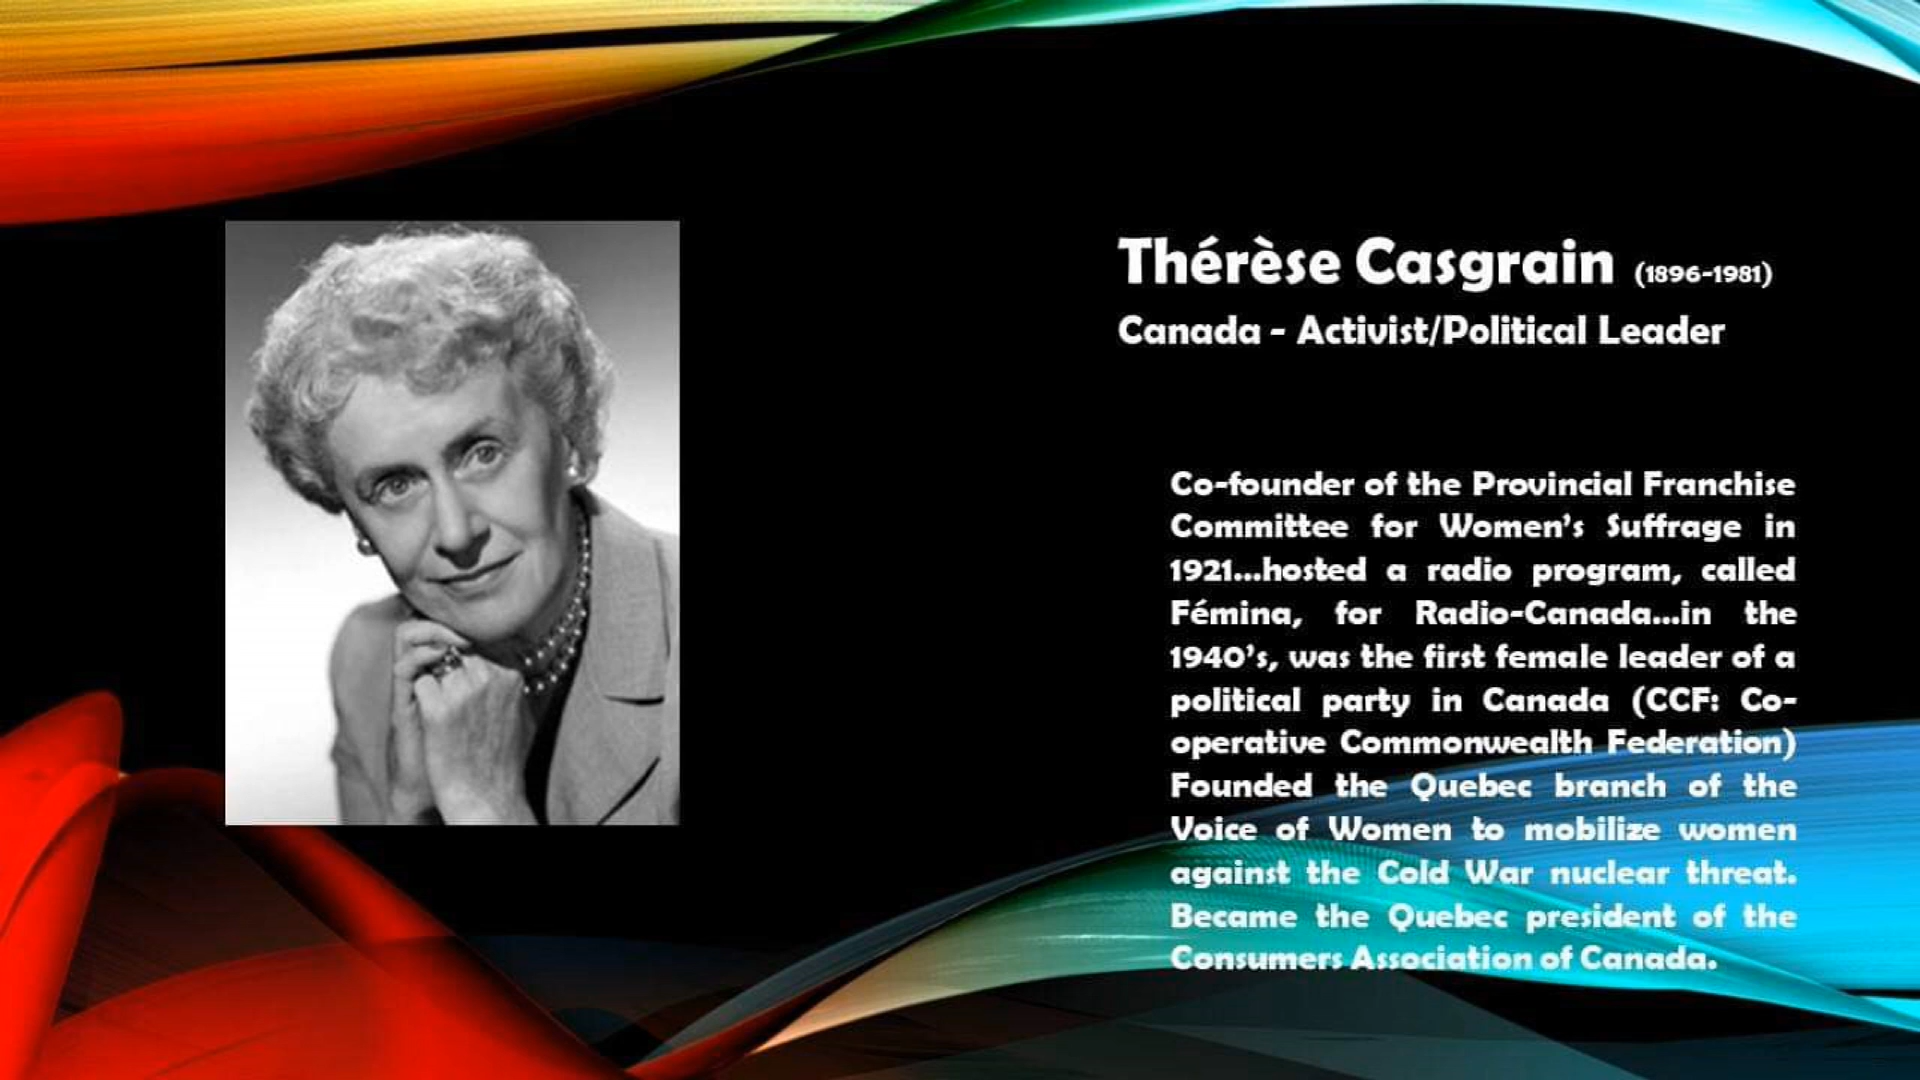 Thérèse Casgrain (1896-1981)
Canada - Activist/Political Leader
Co-founder of the Provincial Franchise
Committee for Women's Suffrage in
1921...hosted a radio program, called
Fémina, for Radio-Canada...in the
1940's, was the first female leader of a
political party in Canada (CCF: Co-
operative Commonwealth Federation)
Founded the Quebec branch of the
Voice of Women to mobilize women
against the Cold War nuclear threat.
Became the Quebec president of the
Consumers Association of Canada.